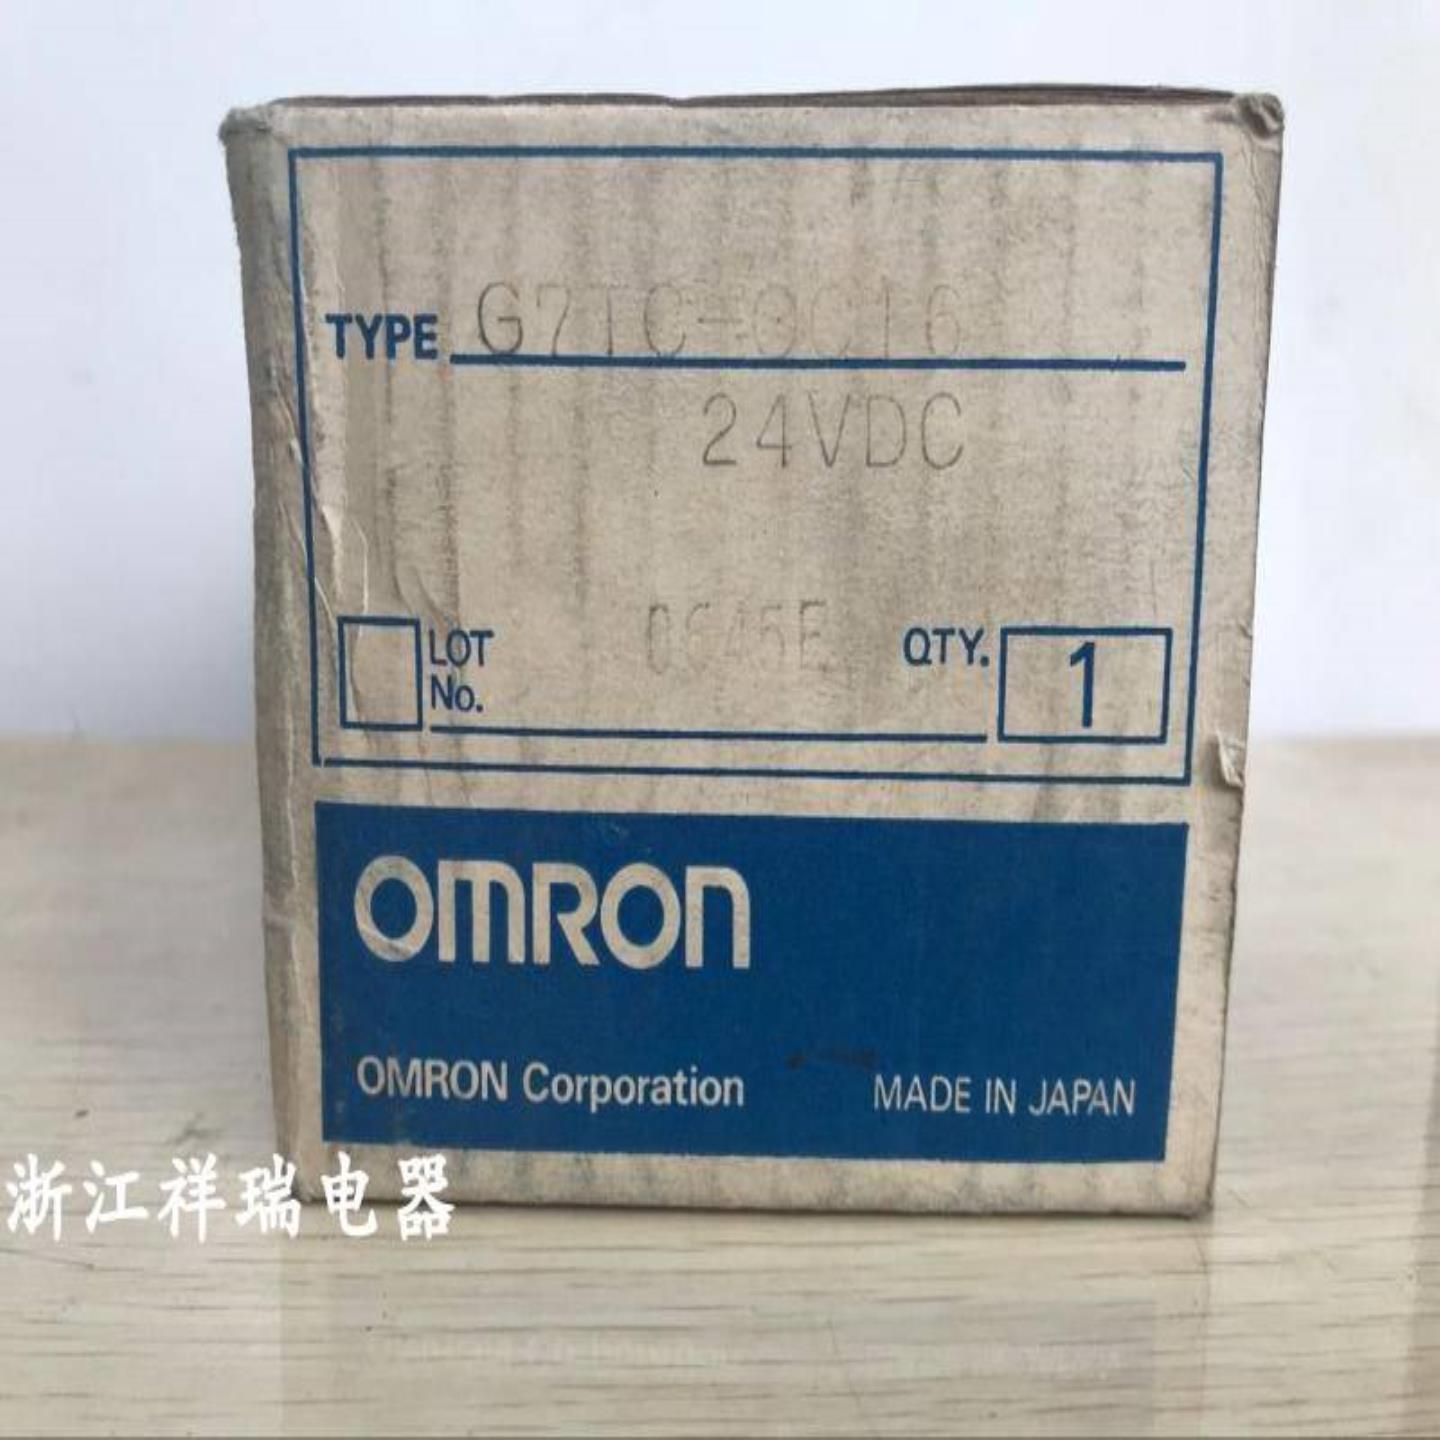 TYPE G7TC-OC16
24VDC
LOT No. 0645E QTY. 1
OMRON
OMRON Corporation MADE IN JAPAN
浙江祥瑞电器